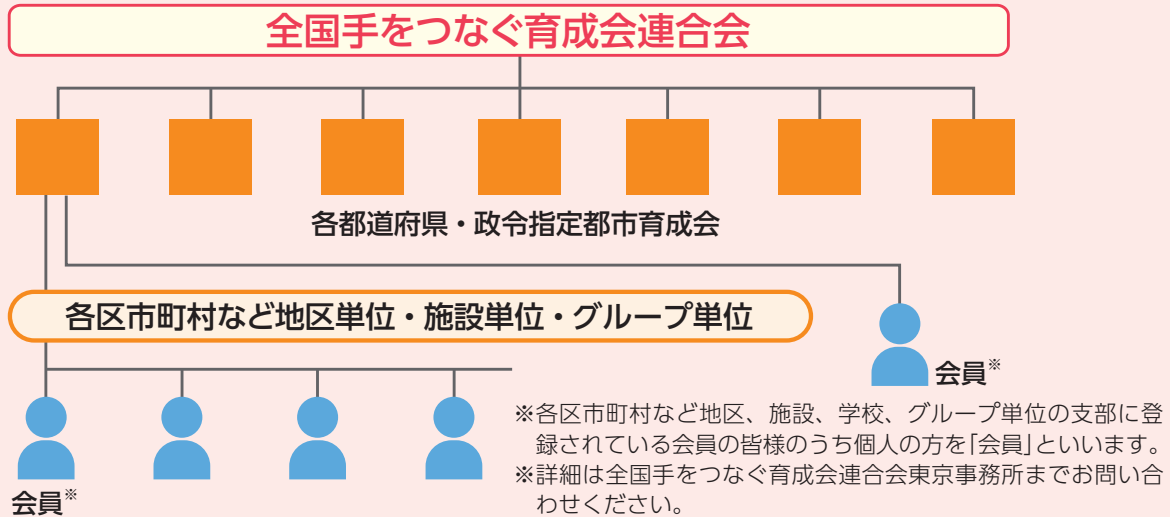 全国手をつなぐ育成会連合会
各都道府県・政令指定都市育成会
各区市町村など地区単位・施設単位・グループ単位
会員※
※各区市町村など地区、施設、学校、グループ単位の支部に登
録されている会員の皆様のうち個人の方を「会員」といいます。
※詳細は全国手をつなぐ育成会連合会東京事務所までお問い合
わせください。
会員※